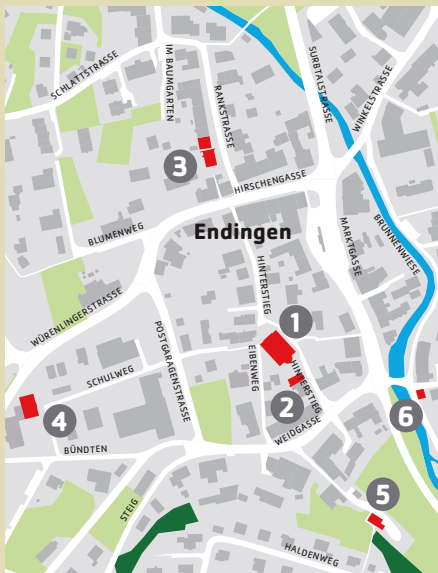 SCHLATTSTRASSE
IM BAUMGARTEN
RANKSTRASSE
SURBTALSTRASSE
WINKELSTRASSE
3
HIRSCHENGASSE
BLUMENWEG
Endingen
MARKTGASSE
BRUNNENWIESE
HINTERSTIEG
WÜRENLINGERSTRASSE
POSTGARAGENSTRASSE
1
EIBENWEG
HINTERSTIEG
SCHULWEG
2
4
6
WEIDGASSE
BÜNDTEN
STEIG
5
HALDENWEG